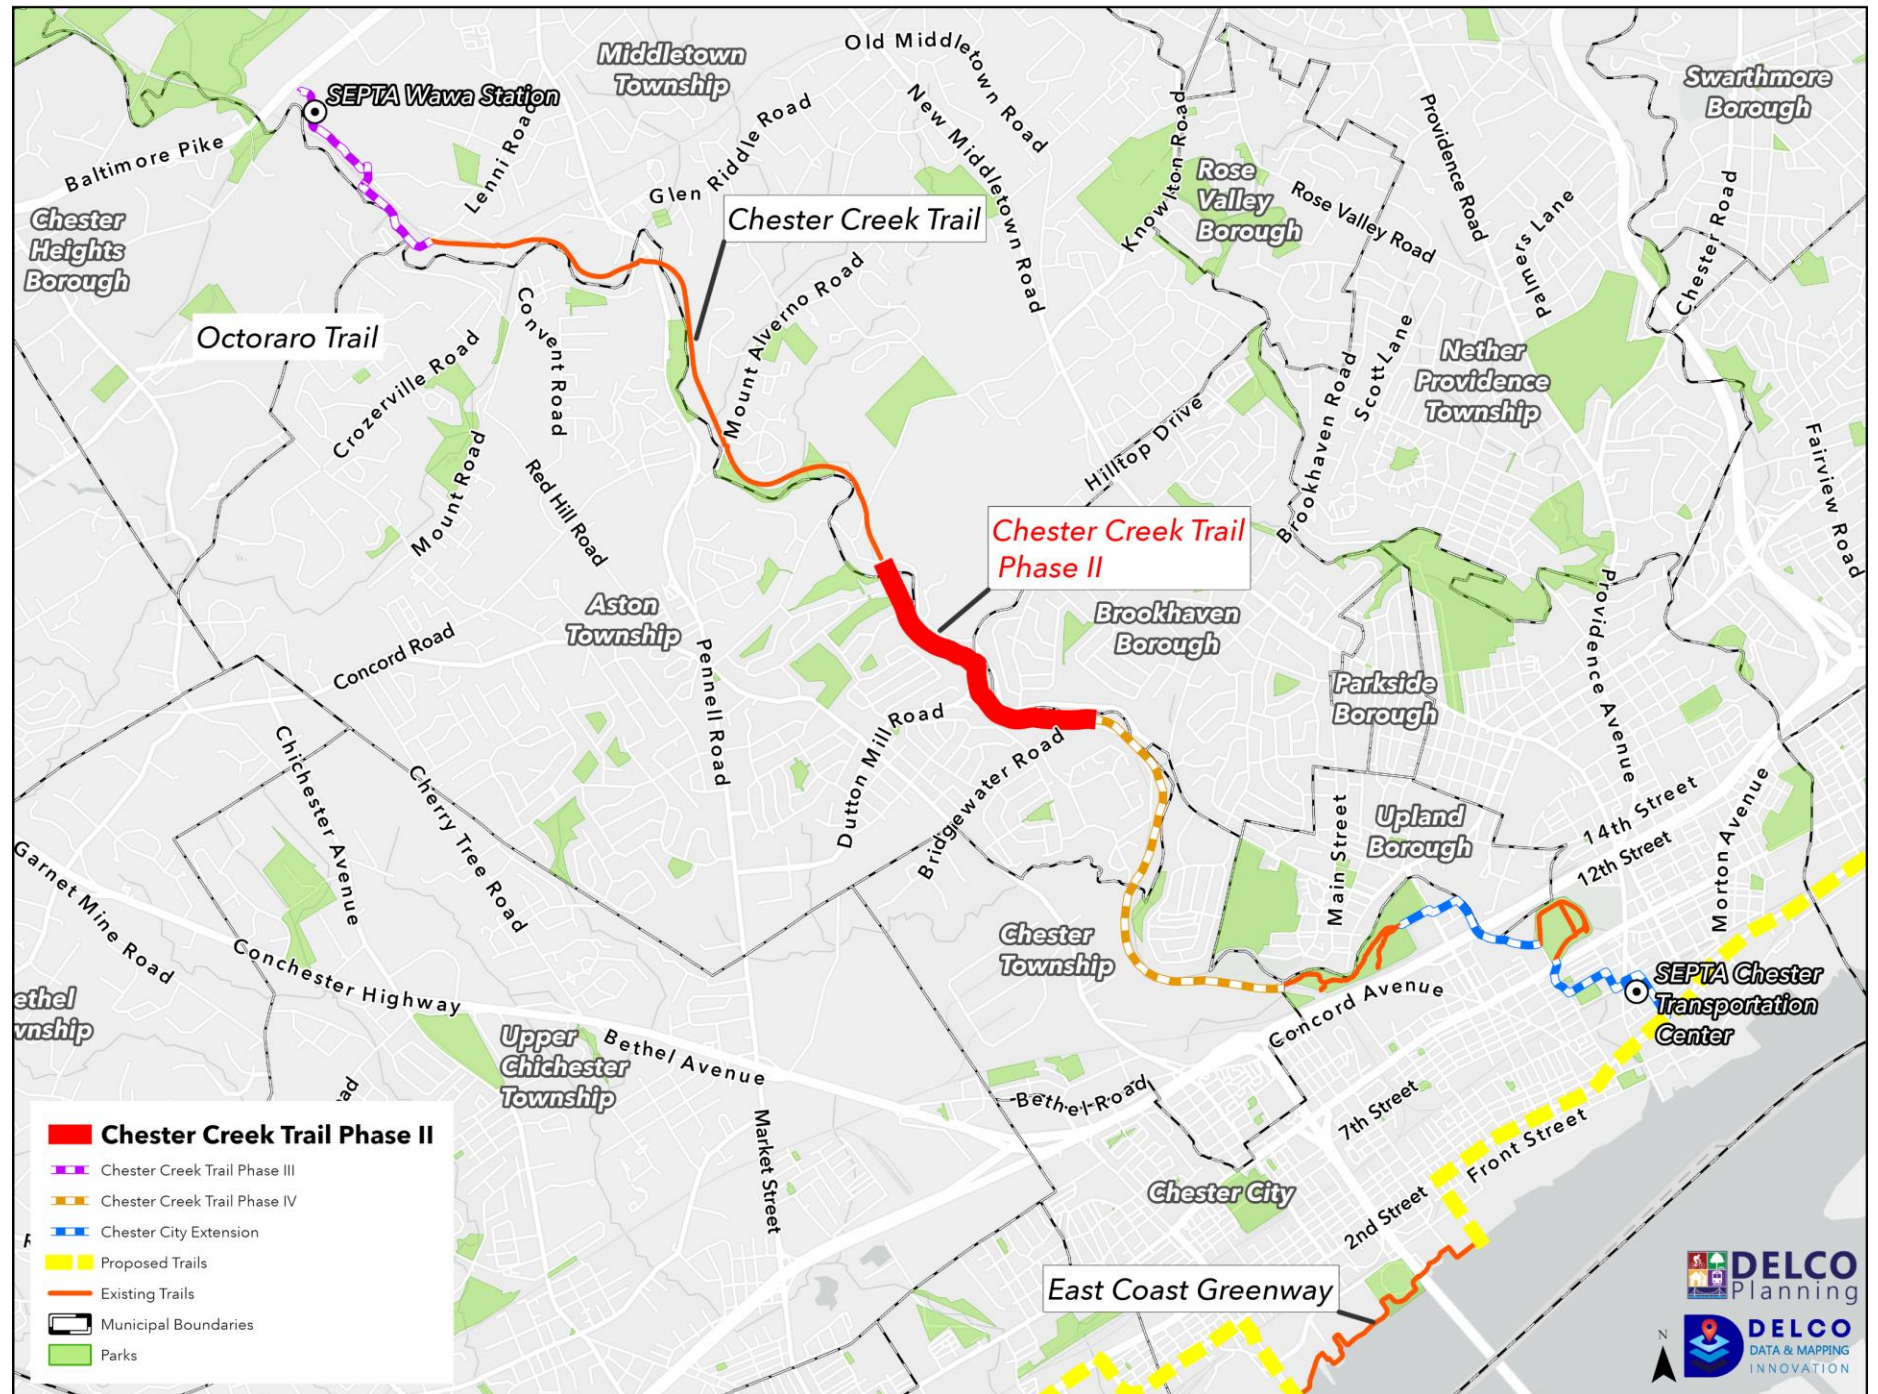 Middletown
Township
Old Middletown Road
Swarthmore
Borough
SEPTA Wawa Station
New Middletown Road
Knowlton Road
Providence Road
Baltimore Pike
Lenni Road
Glen Riddle Road
Rose
Valley
Borough
Rose Valley Road
Palmers Lane
Chester Road
Chester
Heights
Borough
Chester Creek Trail
Octoraro Trail
Convent Road
Mount Alverno Road
Crozerville Road
Scott Lane
Nether
Providence
Township
Brookhaven Road
Hilltop Drive
Fairview Road
Mount Road
Red Hill Road
Chester Creek Trail
Phase II
Aston
Township
Brookhaven
Borough
Providence Avenue
Concord Road
Pennell Road
Parkside
Borough
Dutton Mill Road
Bridgewater Road
Chichester Avenue
Cherry Tree Road
Main Street
Upland
Borough
14th Street
12th Street
Morton Avenue
Garnet Mine Road
Conchester Highway
Chester
Township
Concord Avenue
SEPTA Chester
Transportation
Center
ethel
wnship
Upper
Chichester
Township
Bethel Avenue
Bethel Road
7th Street
Front Street
oad
Market Street
Chester City
2nd Street
East Coast Greenway
Chester Creek Trail Phase II
Chester Creek Trail Phase III
Chester Creek Trail Phase IV
Chester City Extension
Proposed Trails
Existing Trails
Municipal Boundaries
Parks
DELCO
Planning
N
DELCO
DATA & MAPPING
INNOVATION